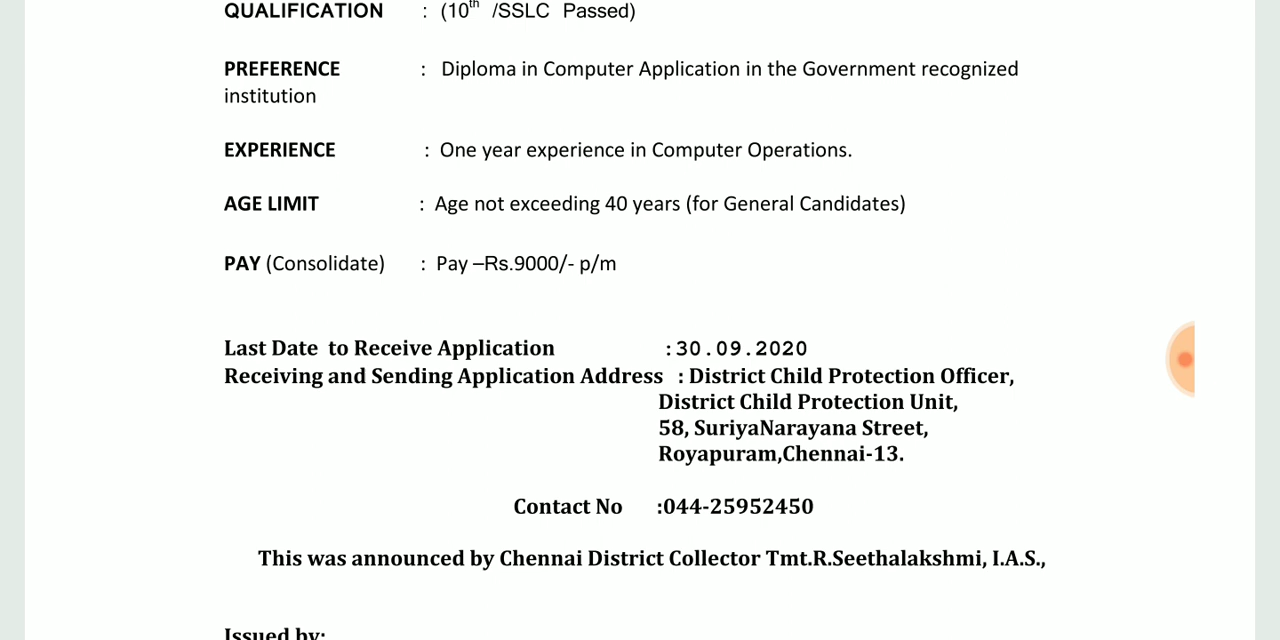 QUALIFICATION : (10th /SSLC Passed)
PREFERENCE : Diploma in Computer Application in the Government recognized
institution
EXPERIENCE : One year experience in Computer Operations.
AGE LIMIT : Age not exceeding 40 years (for General Candidates)
PAY (Consolidate) : Pay –Rs.9000/- p/m
Last Date to Receive Application :30.09.2020
Receiving and Sending Application Address : District Child Protection Officer,
District Child Protection Unit,
58, SuriyaNarayana Street,
Royapuram,Chennai-13.
Contact No :044-25952450
This was announced by Chennai District Collector Tmt.R.Seethalakshmi, I.A.S.,
Issued by: